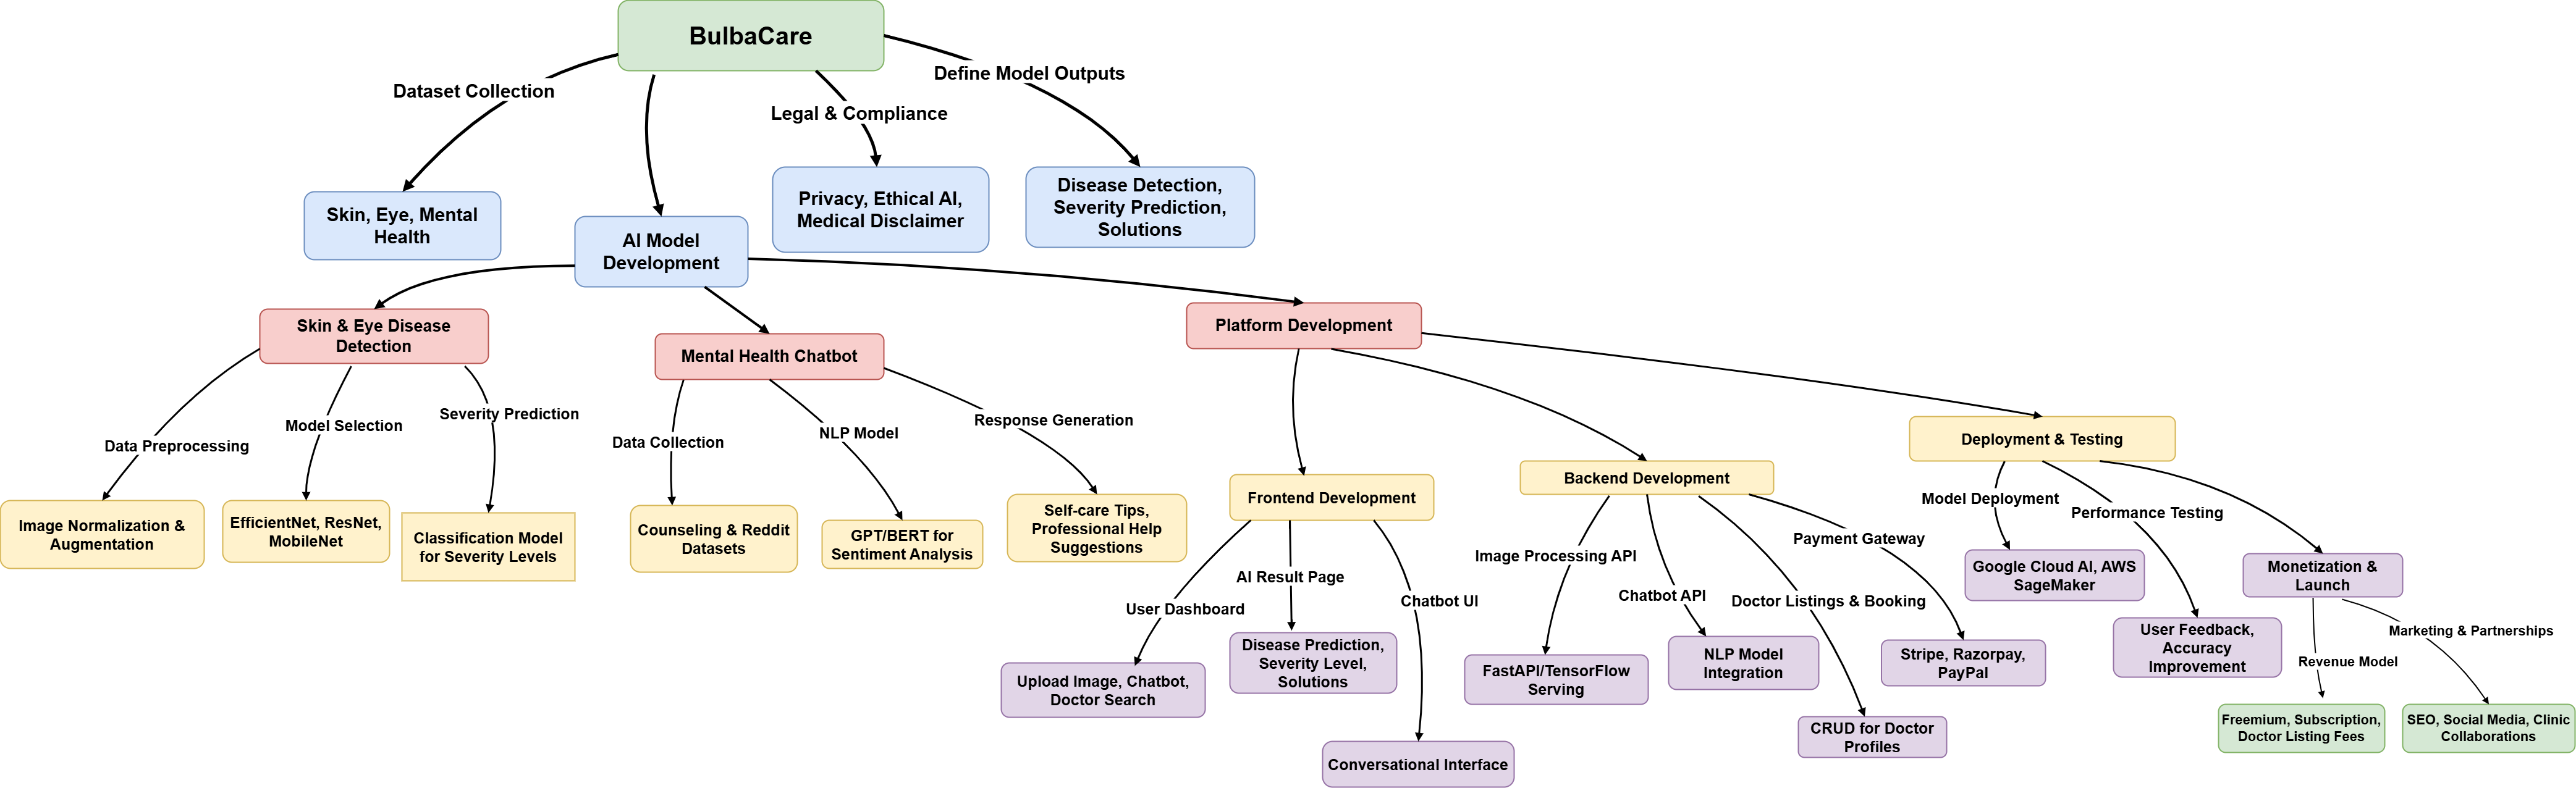 BulbaCare
Dataset Collection
Legal & Compliance
Define Model Outputs
Skin, Eye, Mental
Health
AI Model
Development
Privacy, Ethical AI,
Medical Disclaimer
Disease Detection,
Severity Prediction,
Solutions
Skin & Eye Disease
Detection
Mental Health Chatbot
Platform Development
Data Preprocessing
Model Selection
Severity Prediction
Image Normalization &
Augmentation
EfficientNet, ResNet,
MobileNet
Classification Model
for Severity Levels
Data Collection
NLP Model
Response Generation
Counseling & Reddit
Datasets
GPT/BERT for
Sentiment Analysis
Self-care Tips,
Professional Help
Suggestions
Frontend Development
Backend Development
Deployment & Testing
User Dashboard
AI Result Page
Chatbot UI
Upload Image, Chatbot,
Doctor Search
Disease Prediction,
Severity Level,
Solutions
Conversational Interface
Image Processing API
Chatbot API
Doctor Listings & Booking
Payment Gateway
FastAPI/TensorFlow
Serving
NLP Model
Integration
CRUD for Doctor
Profiles
Stripe, Razorpay,
PayPal
Model Deployment
Performance Testing
Google Cloud AI, AWS
SageMaker
User Feedback,
Accuracy
Improvement
Monetization &
Launch
Revenue Model
Marketing & Partnerships
Freemium, Subscription,
Doctor Listing Fees
SEO, Social Media, Clinic
Collaborations